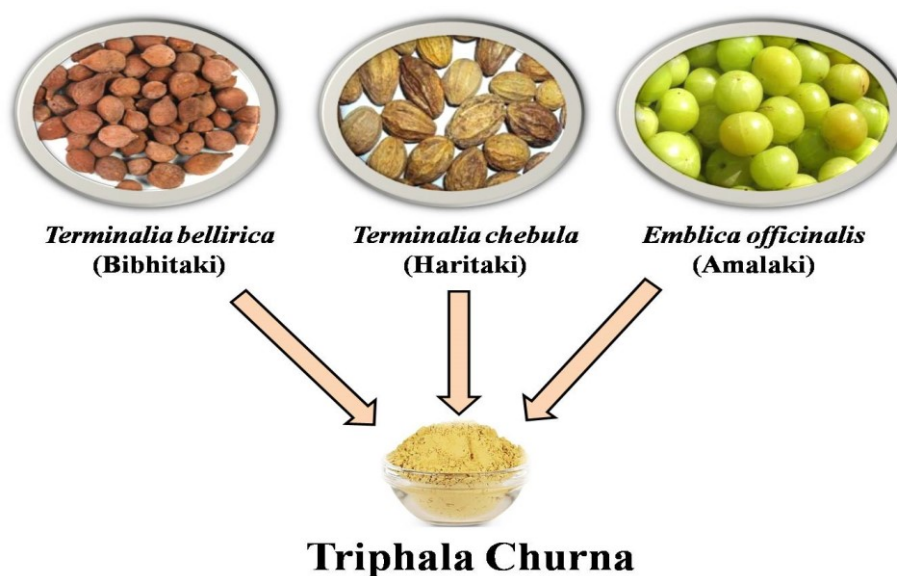 Terminalia bellirica
(Bibhitaki)
Terminalia chebula
(Haritaki)
Emblica officinalis
(Amalaki)
Triphala Churna